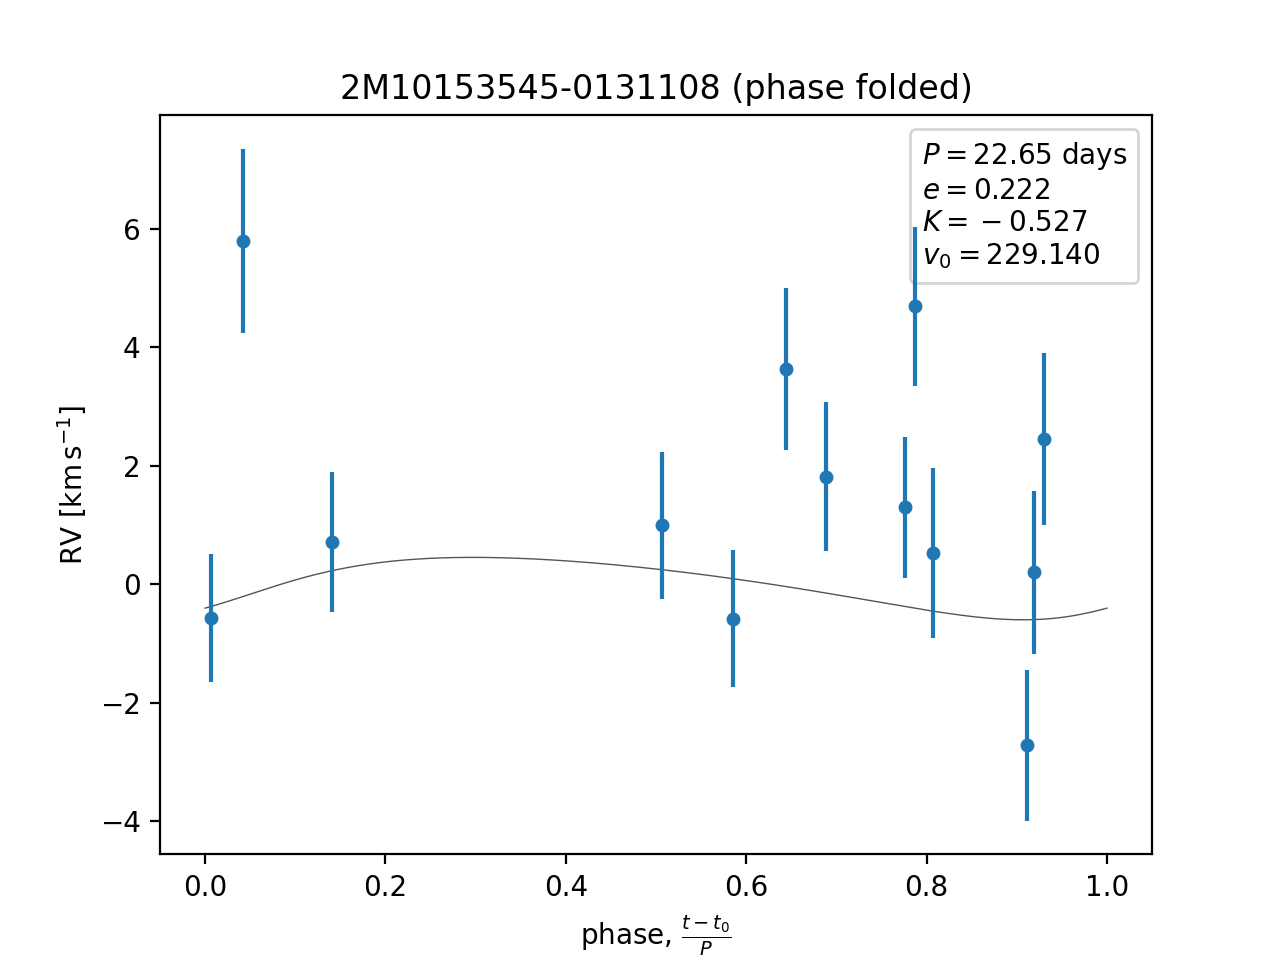 2M10153545-0131108 (phase folded)
P = 22.65 days
e = 0.222
K = −0.527
v₀ = 229.140
RV [km s⁻¹]
6
4
2
0
−2
−4
0.0 0.2 0.4 0.6 0.8 1.0
phase, (t − t₀)/P